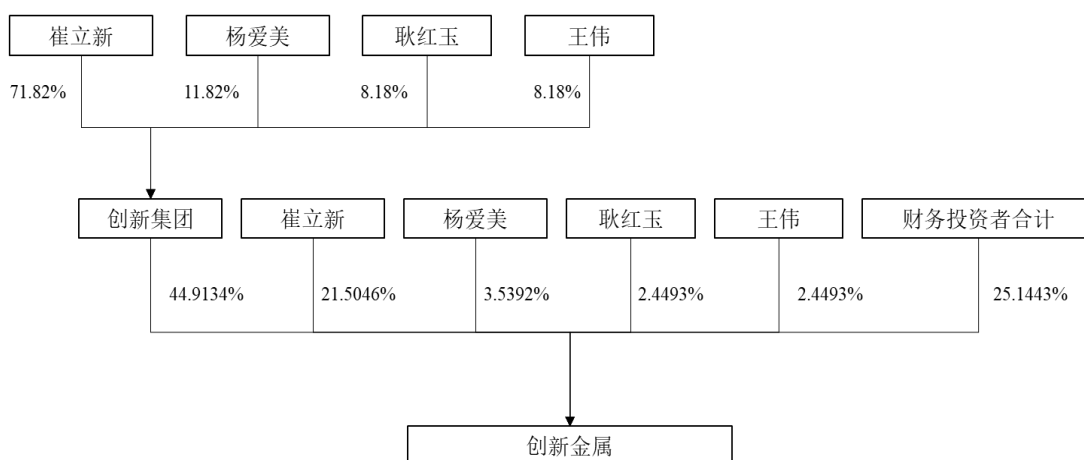 崔立新 杨爱美 耿红玉 王伟
71.82% 11.82% 8.18% 8.18%
创新集团 崔立新 杨爱美 耿红玉 王伟 财务投资者合计
44.9134% 21.5046% 3.5392% 2.4493% 2.4493% 25.1443%
创新金属